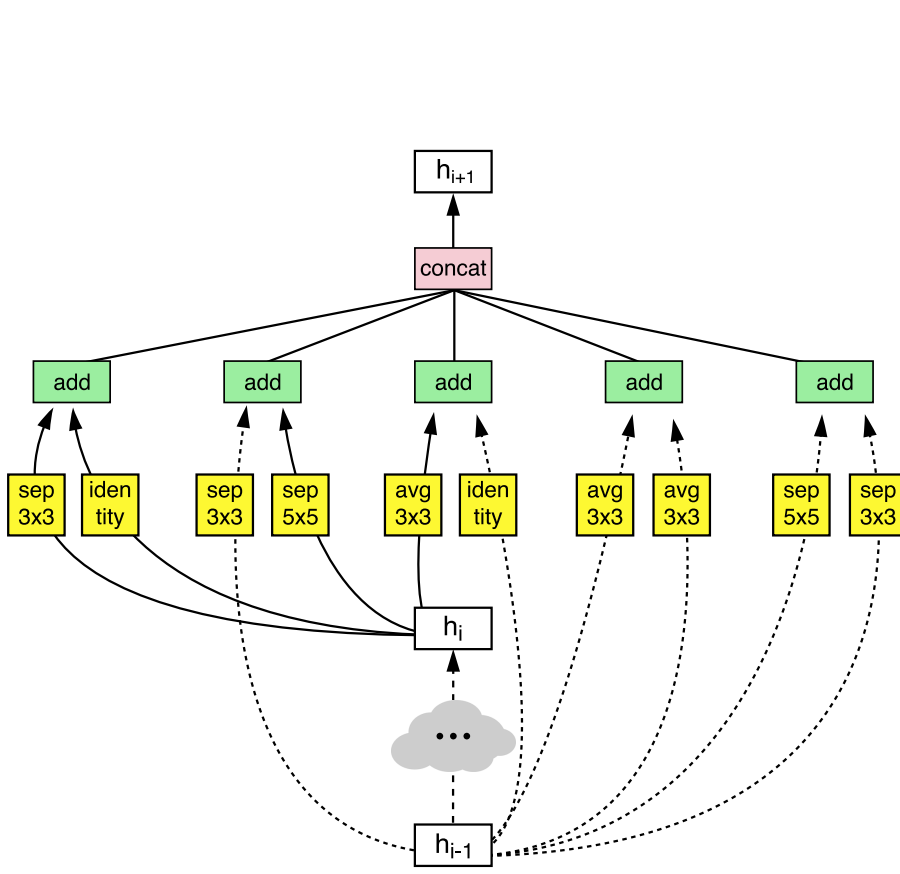 h_{i+1}
concat
add add add add add
sep iden sep sep avg iden avg avg sep sep
3x3 tity 3x3 5x5 3x3 tity 3x3 3x3 5x5 3x3
h_i
...
h_{i-1}